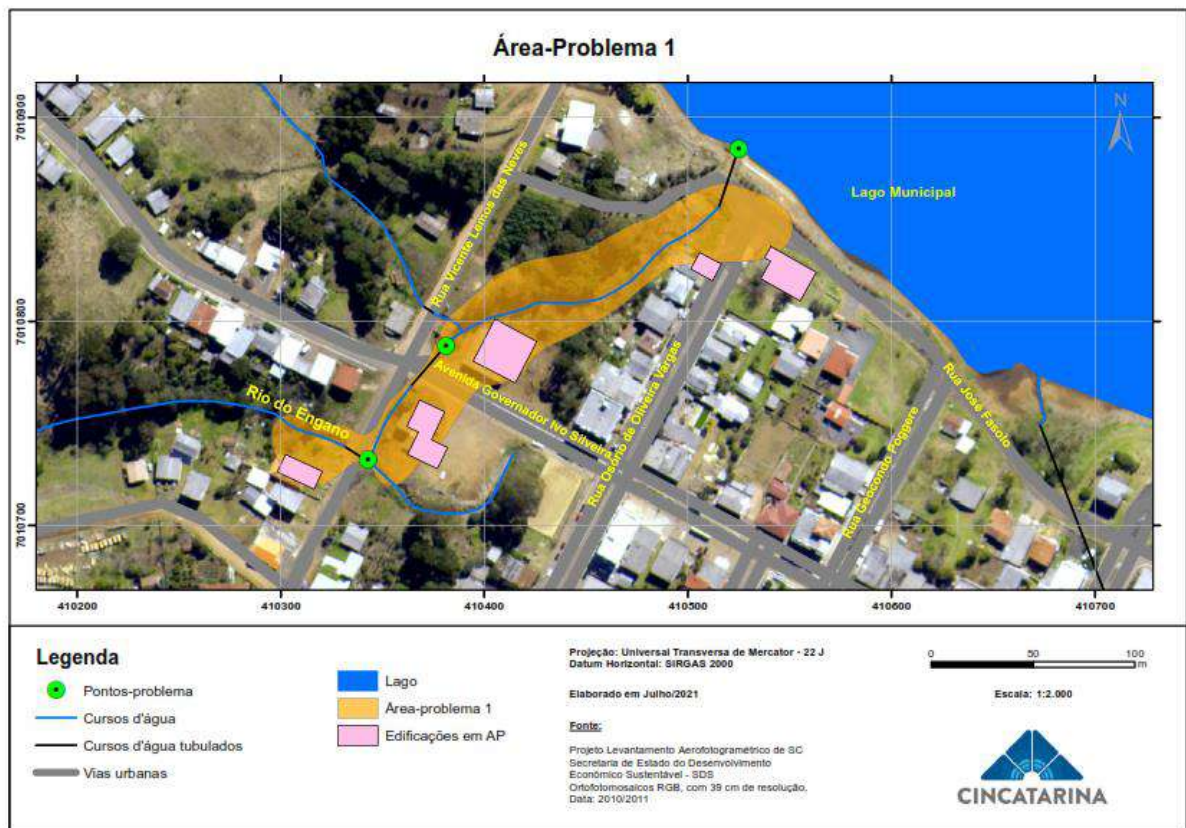 Área-Problema 1
N
7010900
7010800
7010700
Lago Municipal
Rua Vicente Lemos das Neves
Rio do Engano
Avenida Governador Ivo Silveira
Rua Osório de Oliveira Vargas
Rua Geocondo Poggere
Rua José Fasolo
410200
410300
410400
410500
410600
410700
Legenda
Pontos-problema
Cursos d'água
Cursos d'água tubulados
Vias urbanas
Lago
Área-problema 1
Edificações em AP
Projeção: Universal Transversa de Mercator - 22 J
Datum Horizontal: SIRGAS 2000
Elaborado em Julho/2021
Fonte:
Projeto Levantamento Aerofotogramétrico de SC
Secretaria de Estado do Desenvolvimento
Econômico Sustentável - SDS
Ortofotomosaicos RGB, com 39 cm de resolução.
Data: 2010/2011
0 50 100
m
Escala: 1:2.000
CINCATARINA